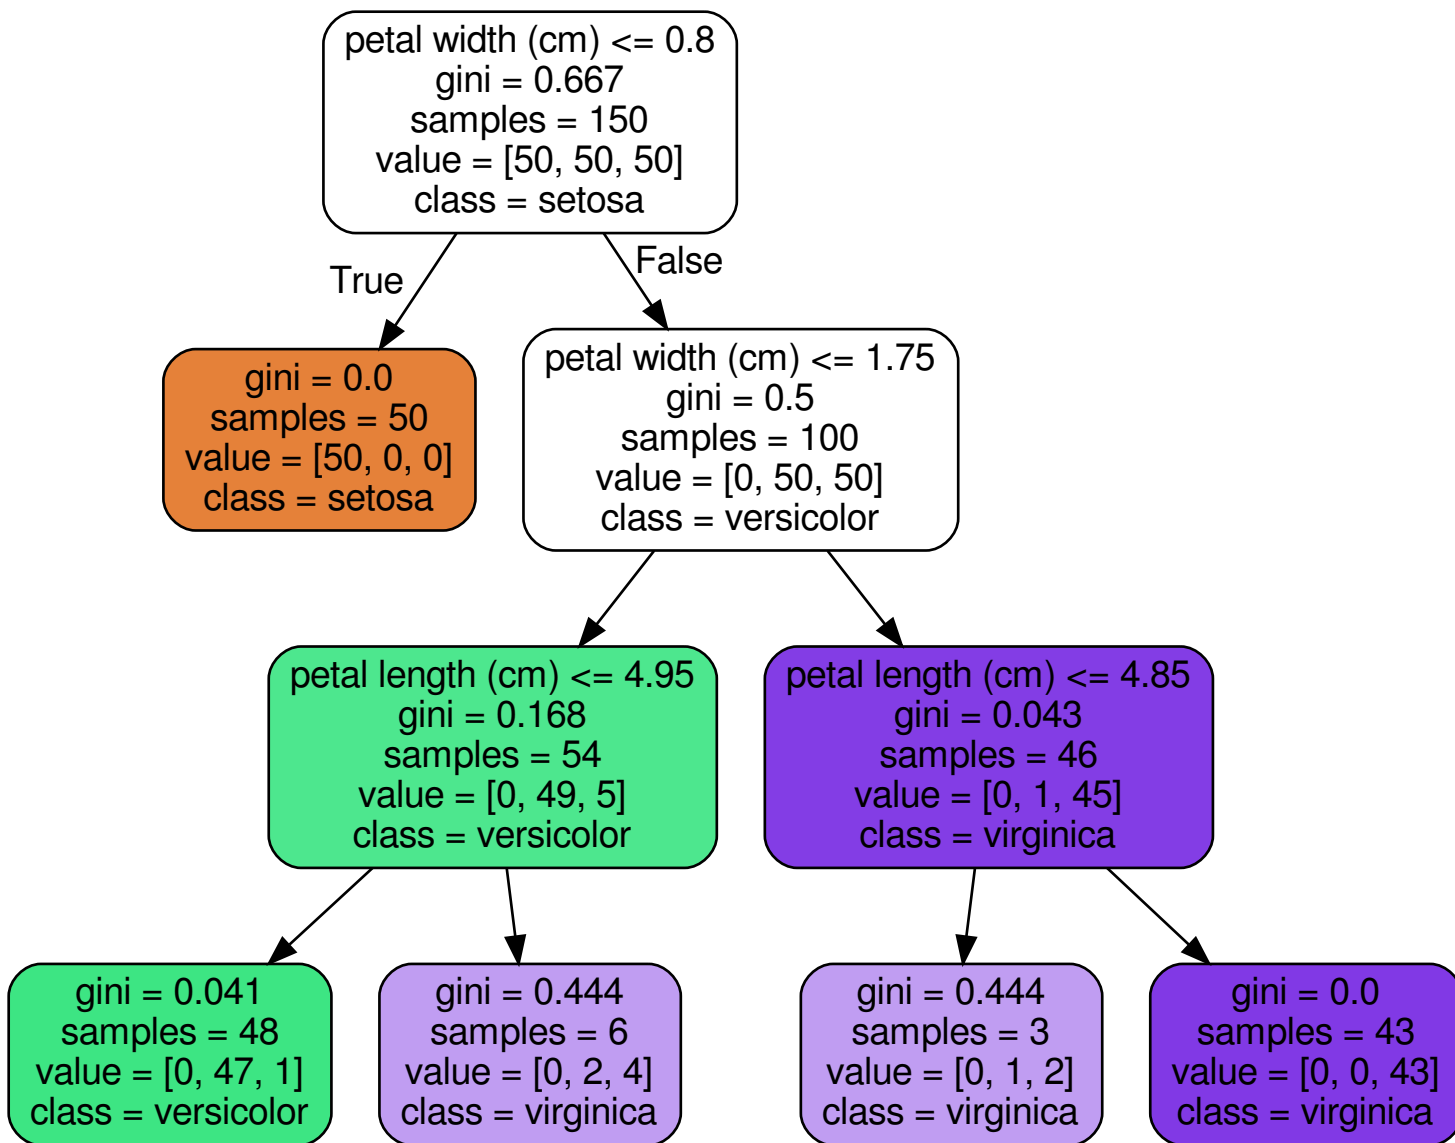 petal width (cm) <= 0.8
gini = 0.667
samples = 150
value = [50, 50, 50]
class = setosa
True
False
gini = 0.0
samples = 50
value = [50, 0, 0]
class = setosa
petal width (cm) <= 1.75
gini = 0.5
samples = 100
value = [0, 50, 50]
class = versicolor
petal length (cm) <= 4.95
gini = 0.168
samples = 54
value = [0, 49, 5]
class = versicolor
petal length (cm) <= 4.85
gini = 0.043
samples = 46
value = [0, 1, 45]
class = virginica
gini = 0.041
samples = 48
value = [0, 47, 1]
class = versicolor
gini = 0.444
samples = 6
value = [0, 2, 4]
class = virginica
gini = 0.444
samples = 3
value = [0, 1, 2]
class = virginica
gini = 0.0
samples = 43
value = [0, 0, 43]
class = virginica